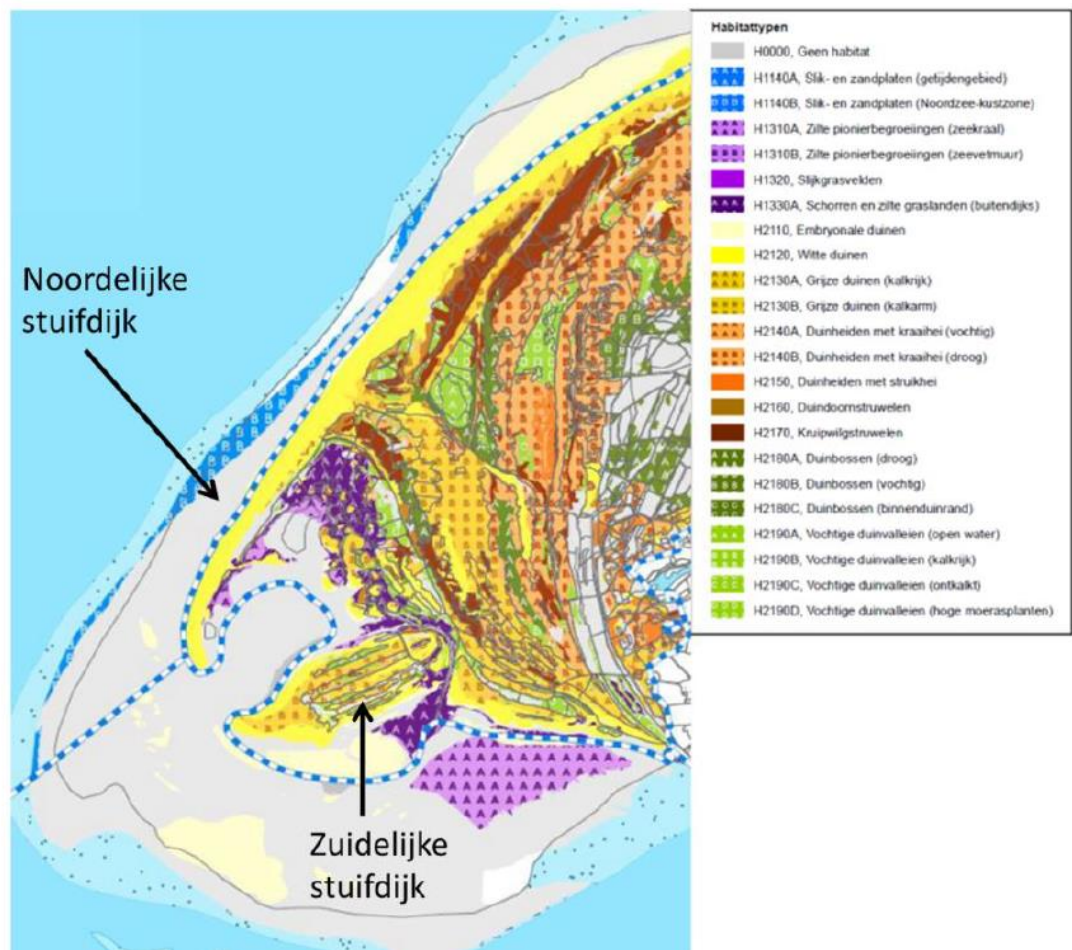 Habitattypen
H0000, Geen habitat
H1140A, Slik- en zandplaten (getijdengebied)
H1140B, Slik- en zandplaten (Noordzee-kustzone)
H1310A, Zilte pionierbegroeiingen (zeekraal)
H1310B, Zilte pionierbegroeiingen (zeevetmuur)
H1320, Slijkgrasvelden
H1330A, Schorren en zilte graslanden (buitendijks)
H2110, Embryonale duinen
H2120, Witte duinen
H2130A, Grijze duinen (kalkrijk)
H2130B, Grijze duinen (kalkarm)
H2140A, Duinheiden met kraaihei (vochtig)
H2140B, Duinheiden met kraaihei (droog)
H2150, Duinheiden met struikhei
H2160, Duindoornstruwelen
H2170, Kruipwilgstruwelen
H2180A, Duinbossen (droog)
H2180B, Duinbossen (vochtig)
H2180C, Duinbossen (binnenduinrand)
H2190A, Vochtige duinvalleien (open water)
H2190B, Vochtige duinvalleien (kalkrijk)
H2190C, Vochtige duinvalleien (ontkalkt)
H2190D, Vochtige duinvalleien (hoge moerasplanten)
Noordelijke
stuifdijk
Zuidelijke
stuifdijk